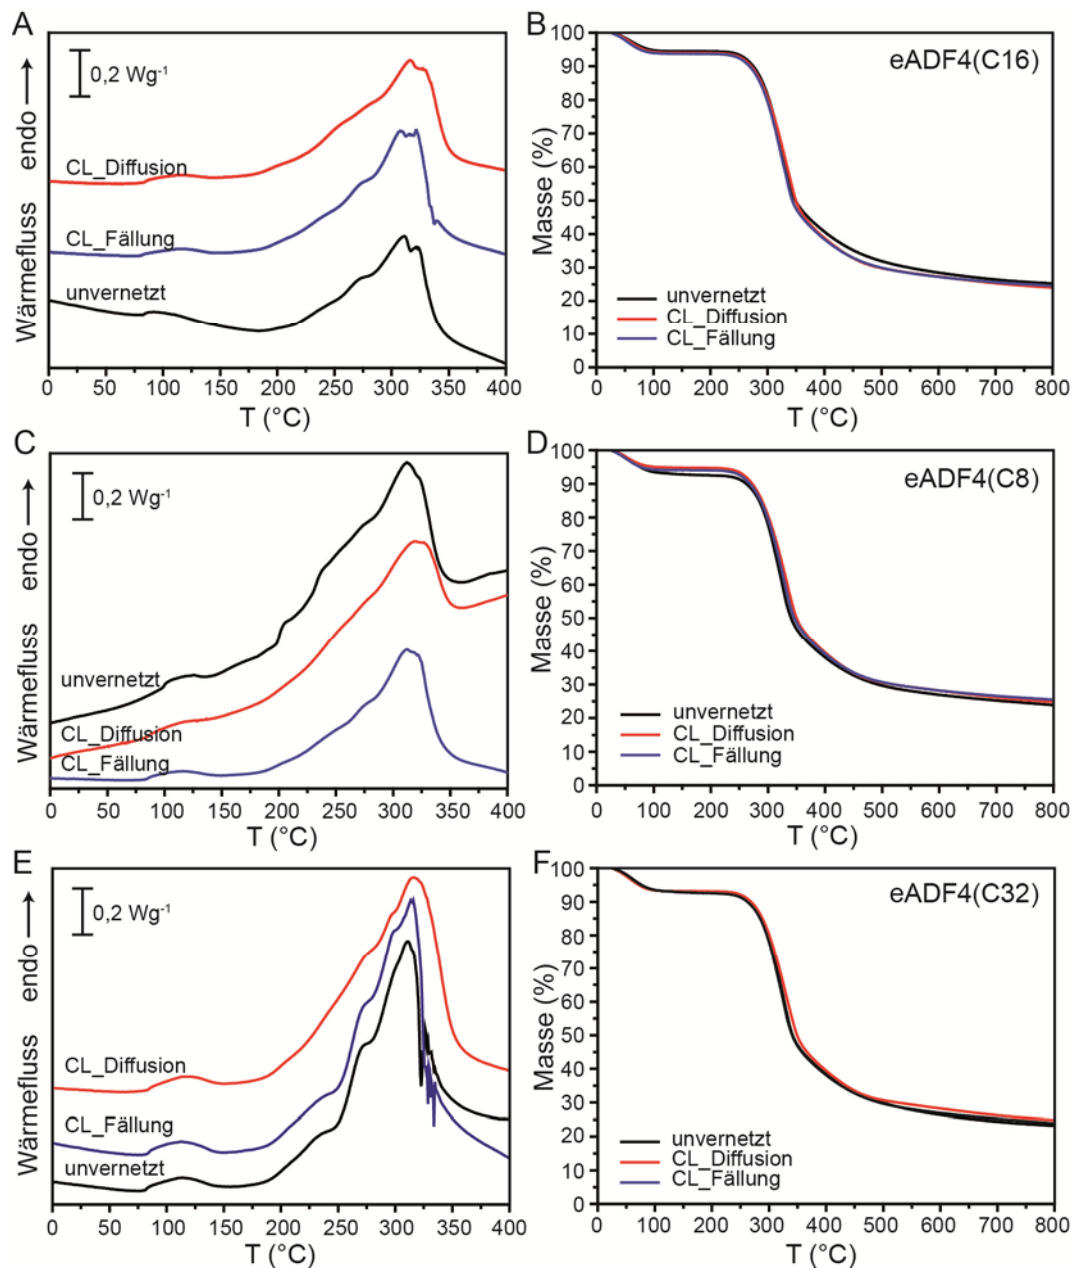 A
0,2 Wg⁻¹
CL_Diffusion
CL_Fällung
unvernetzt
Wärmefluss endo
0 50 100 150 200 250 300 350 400
T (°C)
B
eADF4(C16)
100
90
80
70
60
50
40
30
20
10
0
Masse (%)
unvernetzt
CL_Diffusion
CL_Fällung
0 100 200 300 400 500 600 700 800
T (°C)
C
0,2 Wg⁻¹
unvernetzt
CL_Diffusion
CL_Fällung
Wärmefluss endo
0 50 100 150 200 250 300 350 400
T (°C)
D
eADF4(C8)
100
90
80
70
60
50
40
30
20
10
0
Masse (%)
unvernetzt
CL_Diffusion
CL_Fällung
0 100 200 300 400 500 600 700 800
T (°C)
E
0,2 Wg⁻¹
CL_Diffusion
CL_Fällung
unvernetzt
Wärmefluss endo
0 50 100 150 200 250 300 350 400
T (°C)
F
eADF4(C32)
100
90
80
70
60
50
40
30
20
10
0
Masse (%)
unvernetzt
CL_Diffusion
CL_Fällung
0 100 200 300 400 500 600 700 800
T (°C)